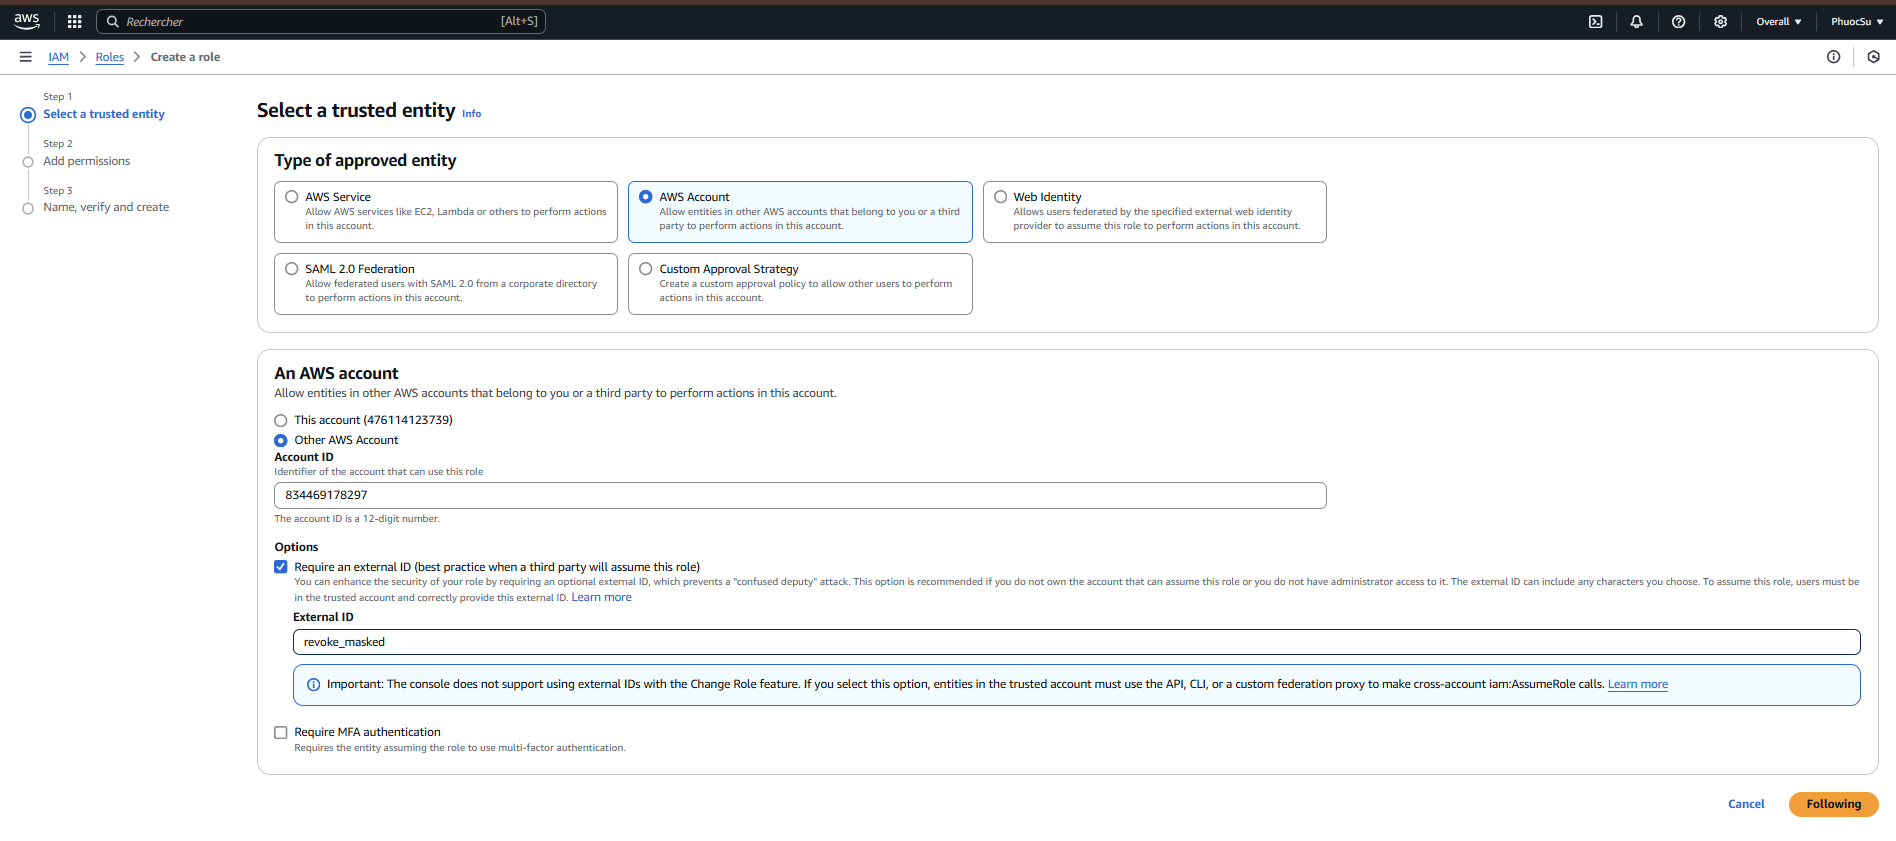 aws
Rechercher
[Alt+S]
Overall
PhuocSu
IAM
Roles
Create a role
Step 1
Select a trusted entity
Step 2
Add permissions
Step 3
Name, verify and create
Select a trusted entity Info
Type of approved entity
AWS Service
Allow AWS services like EC2, Lambda or others to perform actions
in this account.
AWS Account
Allow entities in other AWS accounts that belong to you or a third
party to perform actions in this account.
Web Identity
Allows users federated by the specified external web identity
provider to assume this role to perform actions in this account.
SAML 2.0 Federation
Allow federated users with SAML 2.0 from a corporate directory
to perform actions in this account.
Custom Approval Strategy
Create a custom approval policy to allow other users to perform
actions in this account.
An AWS account
Allow entities in other AWS accounts that belong to you or a third party to perform actions in this account.
This account (476114123739)
Other AWS Account
Account ID
Identifier of the account that can use this role
834469178297
The account ID is a 12-digit number.
Options
Require an external ID (best practice when a third party will assume this role)
You can enhance the security of your role by requiring an optional external ID, which prevents a "confused deputy" attack. This option is recommended if you do not own the account that can assume this role or you do not have administrator access to it. The external ID can include any characters you choose. To assume this role, users must be
in the trusted account and correctly provide this external ID. Learn more
External ID
revoke_masked
Important: The console does not support using external IDs with the Change Role feature. If you select this option, entities in the trusted account must use the API, CLI, or a custom federation proxy to make cross-account iam:AssumeRole calls. Learn more
Require MFA authentication
Requires the entity assuming the role to use multi-factor authentication.
Cancel
Following